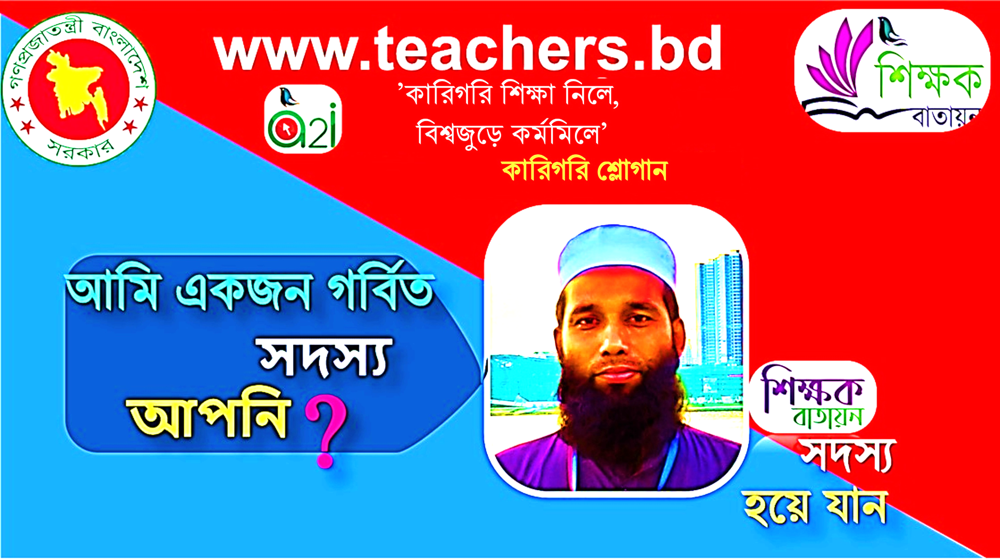 গণপ্রজাতন্ত্রী বাংলাদেশ
সরকার
www.teachers.bd
a2i
’কারিগরি শিক্ষা নিলে,
বিশ্বজুড়ে কর্মমিলে’
কারিগরি শ্লোগান
শিক্ষক
বাতায়ন
আমি একজন গর্বিত
সদস্য
আপনি ?
শিক্ষক
বাতায়ন
সদস্য
হয়ে যান